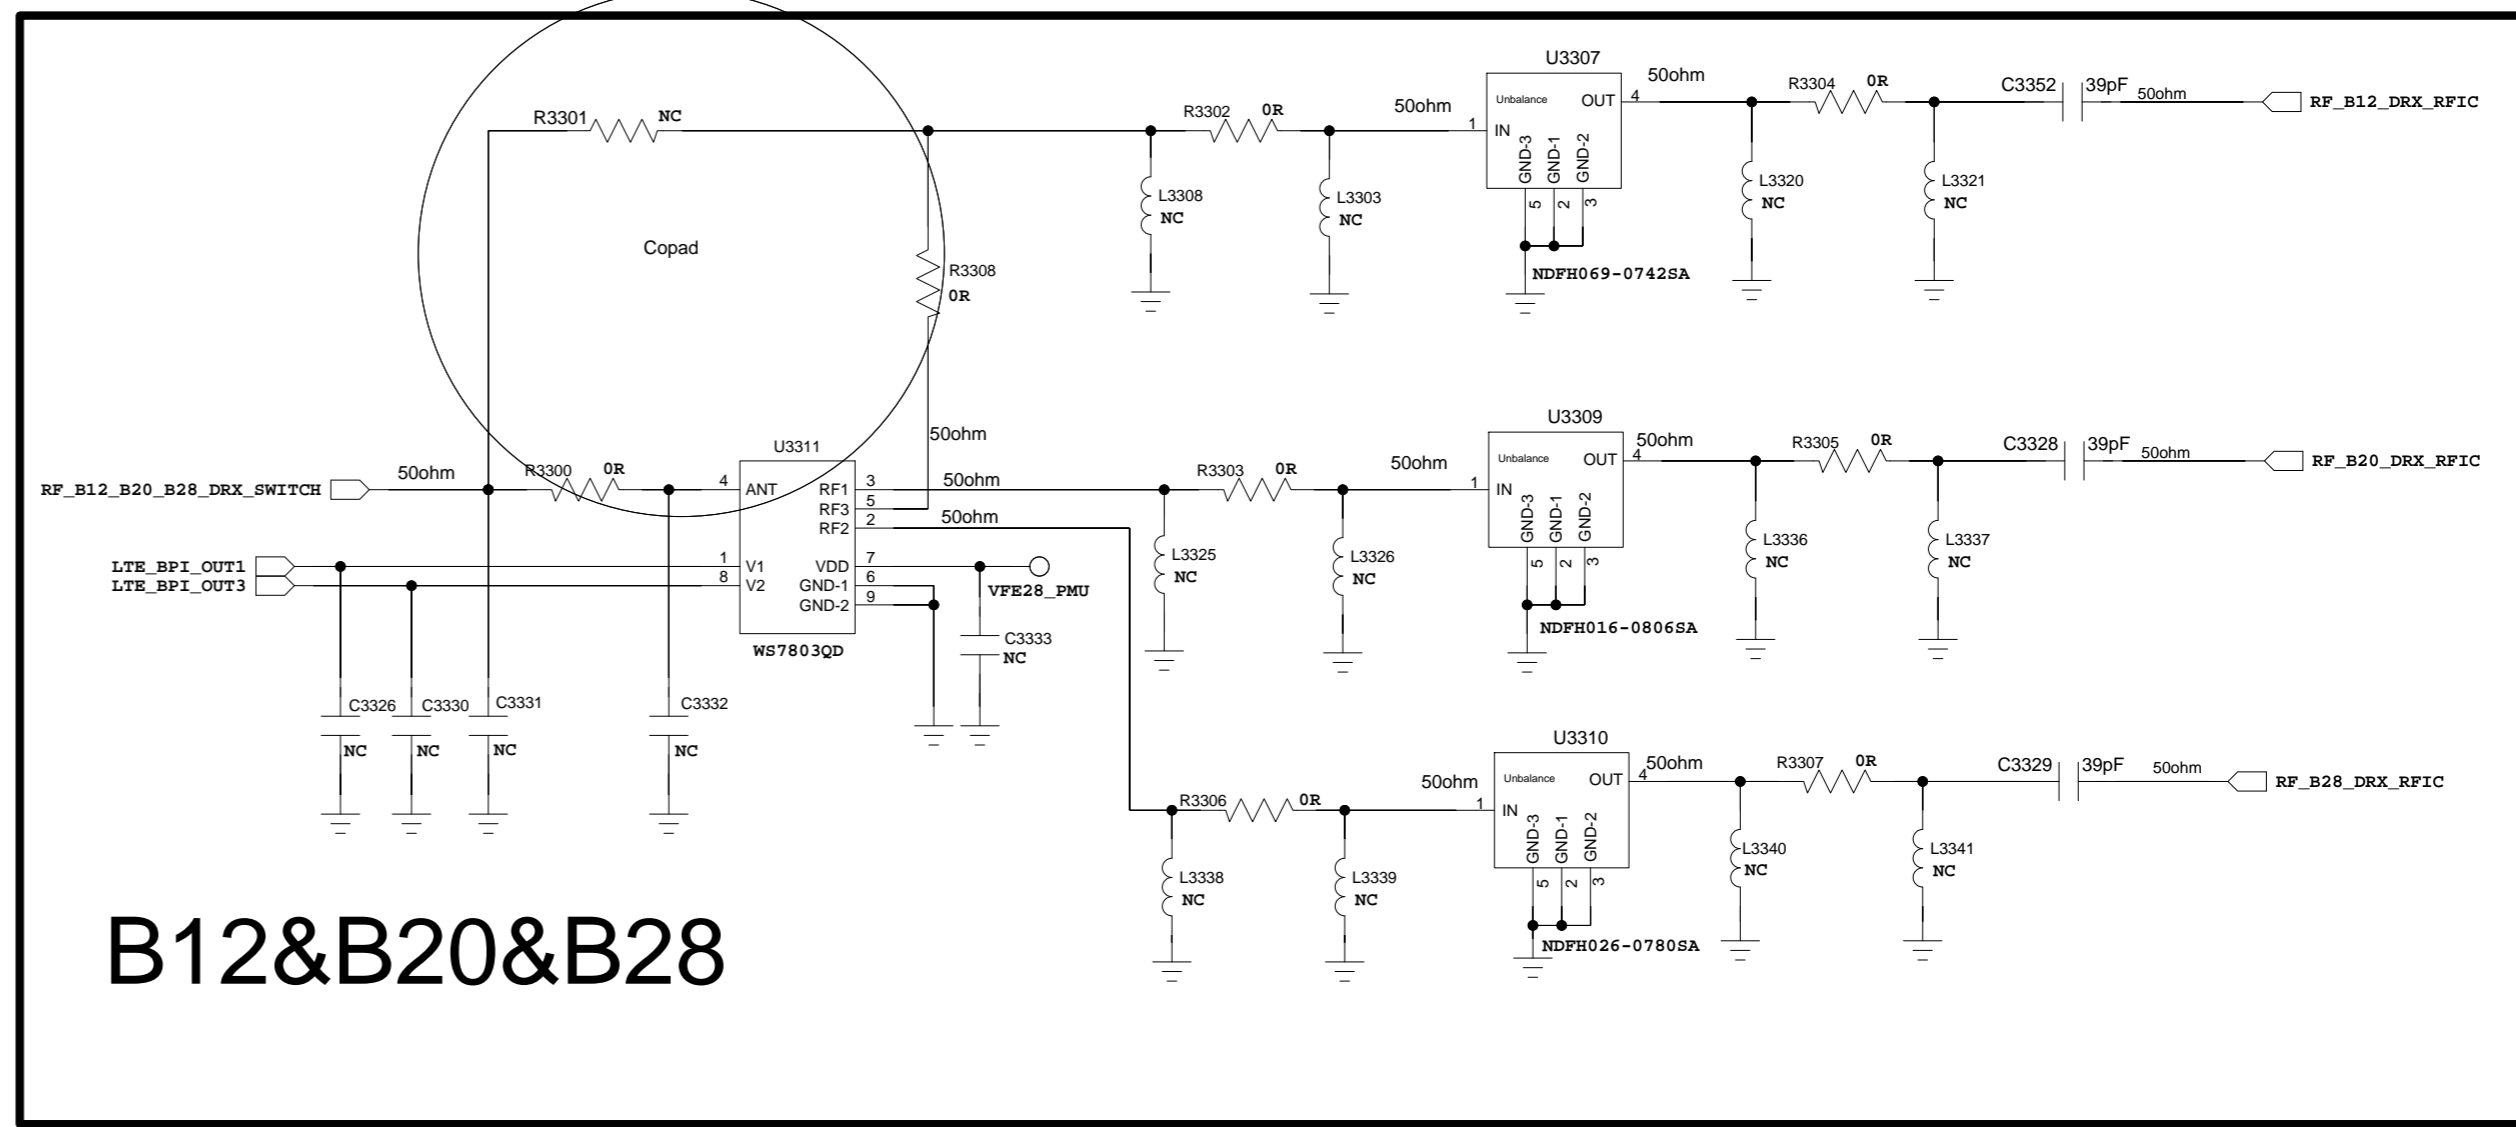 U3307
R3301 NC
R3302 0R
50ohm
1 IN
Unbalance OUT
4
50ohm
R3304 0R
C3352 39pF
50ohm
RF_B12_DRX_RFIC
GND-3
GND-1
GND-2
5 2 3
L3308
NC
L3303
NC
L3320
NC
L3321
NC
NDFH069-0742SA
Copad
R3308
0R
50ohm
U3309
U3311
RF_B12_B20_B28_DRX_SWITCH
50ohm
R3300 0R
4 ANT
RF1 3
RF3 5
RF2 2
50ohm
50ohm
R3303 0R
50ohm
1 IN
Unbalance OUT
4
50ohm
R3305 0R
C3328 39pF
50ohm
RF_B20_DRX_RFIC
GND-3
GND-1
GND-2
5 2 3
LTE_BPI_OUT1
LTE_BPI_OUT3
1 V1
8 V2
VDD 7
GND-1 6
GND-2 9
VFE28_PMU
L3325
NC
L3326
NC
L3336
NC
L3337
NC
NDFH016-0806SA
WS7803QD
C3333
NC
C3326
NC
C3330
NC
C3331
NC
C3332
NC
U3310
R3306 0R
50ohm
1 IN
Unbalance OUT
4
50ohm
R3307 0R
C3329 39pF
50ohm
RF_B28_DRX_RFIC
GND-3
GND-1
GND-2
5 2 3
L3338
NC
L3339
NC
L3340
NC
L3341
NC
NDFH026-0780SA
B12&B20&B28